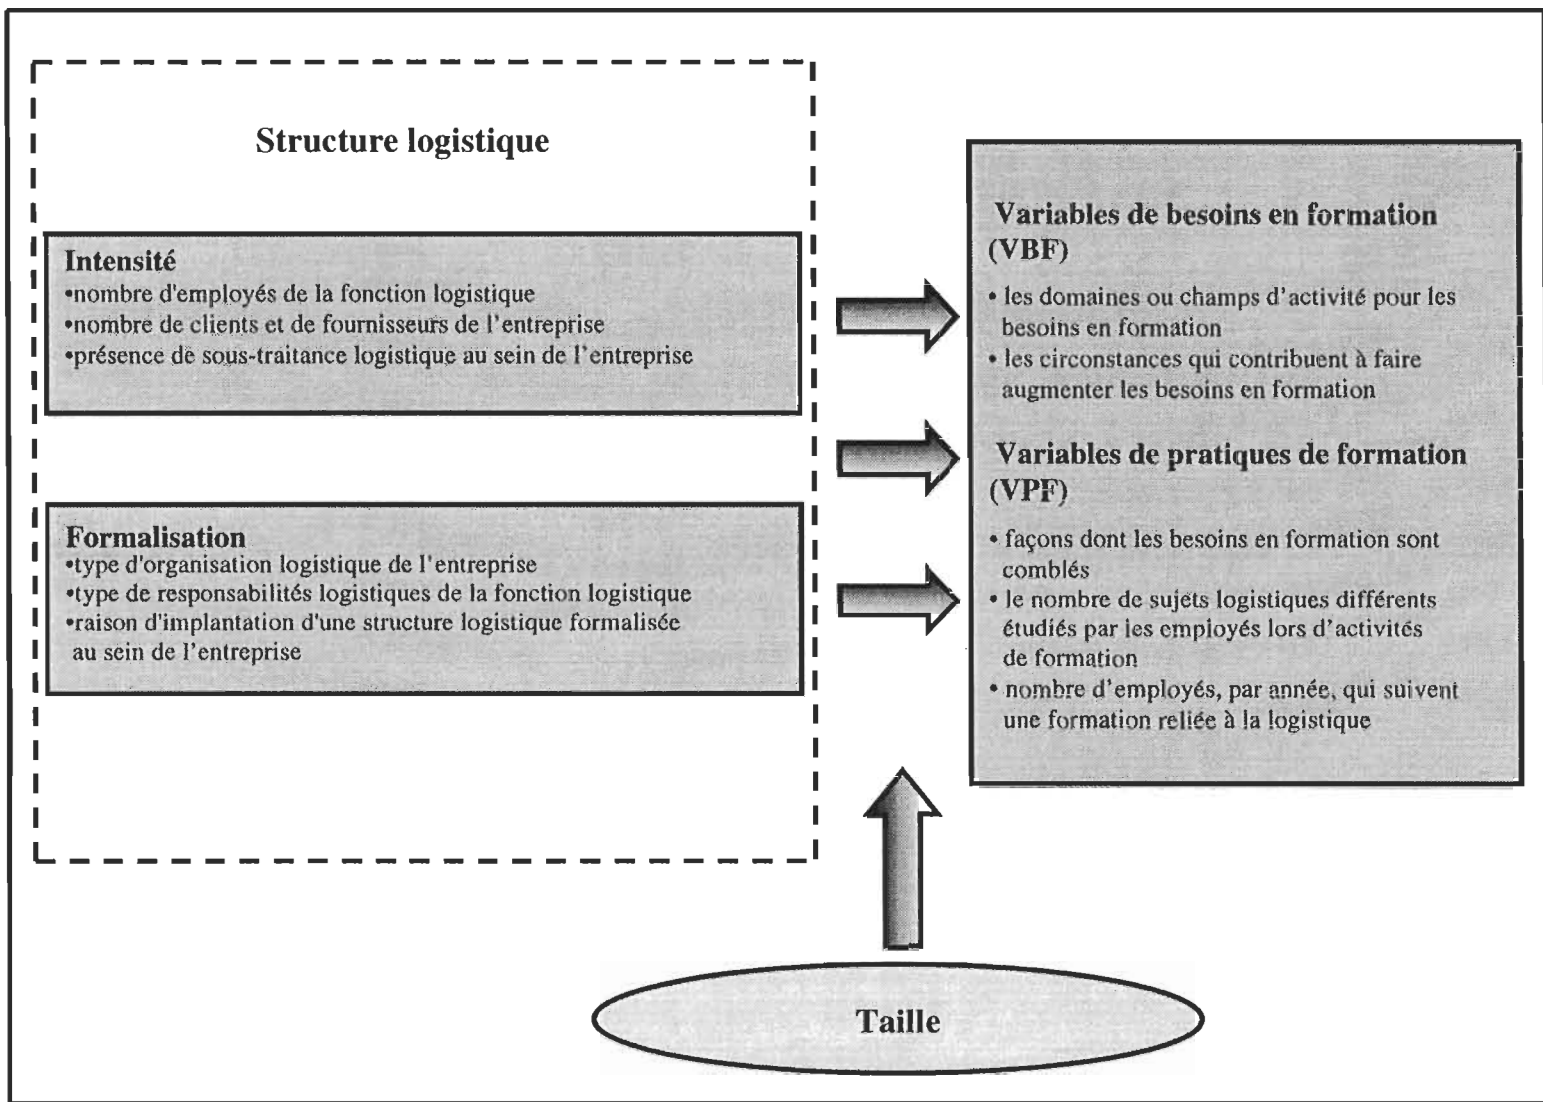 Structure logistique
Intensité
•nombre d'employés de la fonction logistique
•nombre de clients et de fournisseurs de l'entreprise
•présence de sous-traitance logistique au sein de l'entreprise
Formalisation
•type d'organisation logistique de l'entreprise
•type de responsabilités logistiques de la fonction logistique
•raison d'implantation d'une structure logistique formalisée
au sein de l'entreprise
Variables de besoins en formation
(VBF)
• les domaines ou champs d'activité pour les
besoins en formation
• les circonstances qui contribuent à faire
augmenter les besoins en formation
Variables de pratiques de formation
(VPF)
• façons dont les besoins en formation sont
comblés
• le nombre de sujets logistiques différents
étudiés par les employés lors d'activités
de formation
• nombre d'employés, par année, qui suivent
une formation reliée à la logistique
Taille